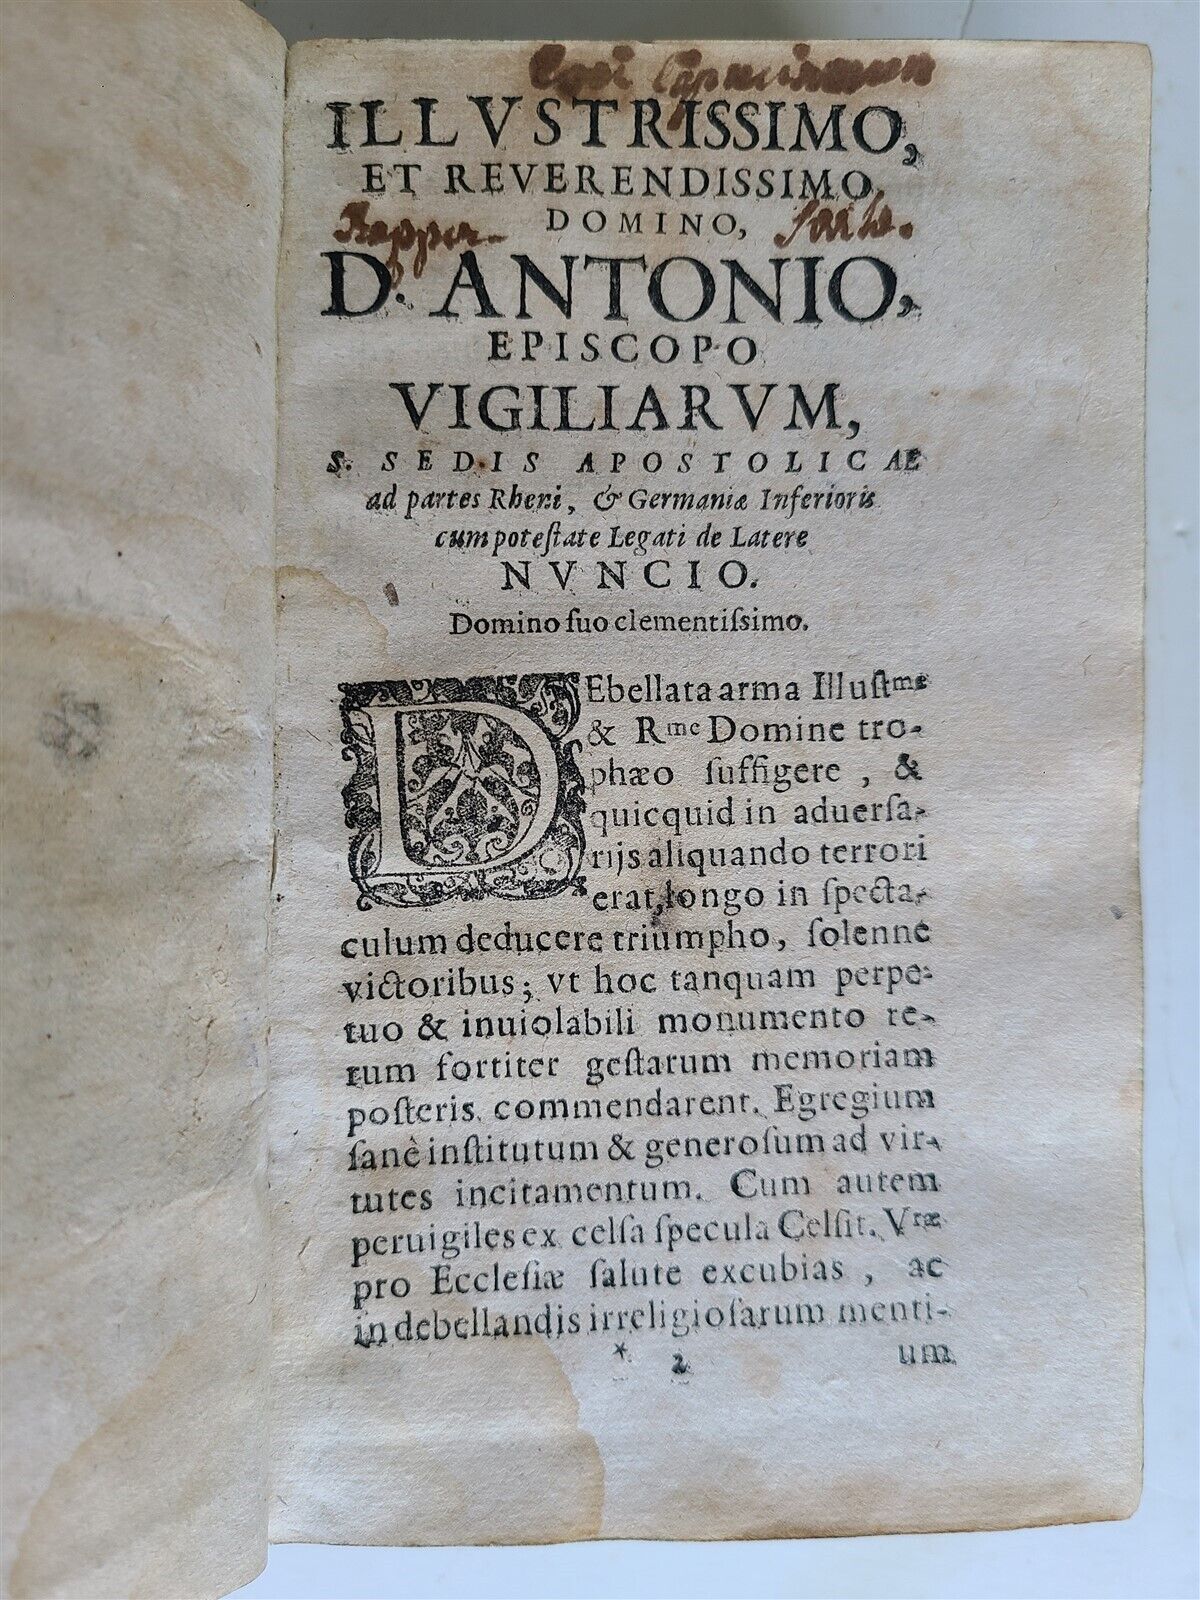 ILLVSTRISSIMO,
ET REVERENDISSIMO
DOMINO,
D. ANTONIO,
EPISCOPO
VIGILIARVM,
S. SEDIS APOSTOLICÆ
ad partes Rheni, & Germaniæ Inferioris
cum poteſtate Legati de Latere
NVNCIO.
Domino ſuo clementiſsimo.
DEbellata arma Illuſtme
& Rme Domine tro-
phæo ſuffigere, &
quicquid in aduerſa-
rijs aliquando terrori
erat, longo in ſpecta-
culum deducere triumpho, ſolenne
victoribus; vt hoc tanquam perpe-
tuo & inuiolabili monumento re-
rum fortiter geſtarum memoriam
poſteris commendarent. Egregium
ſanè inſtitutum & generoſum ad vir-
tutes incitamentum. Cum autem
peruigiles ex celſa ſpecula Celſit. Vræ
pro Eccleſiæ ſalute excubias, ac
in debellandis irreligioſarum menti-
* 2 um